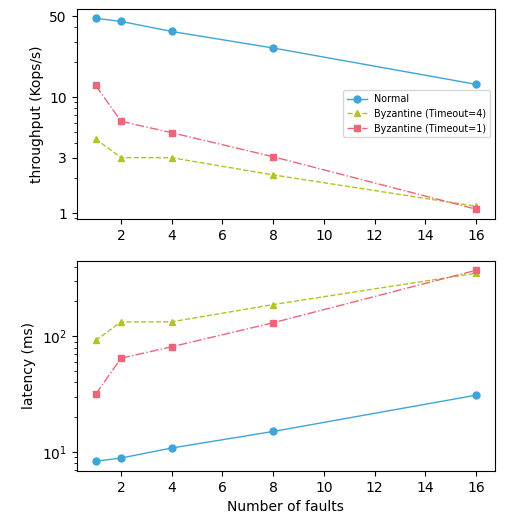 50
10
3
1
throughput (Kops/s)
Normal
Byzantine (Timeout=4)
Byzantine (Timeout=1)
2 4 6 8 10 12 14 16
10²
10¹
latency (ms)
2 4 6 8 10 12 14 16
Number of faults